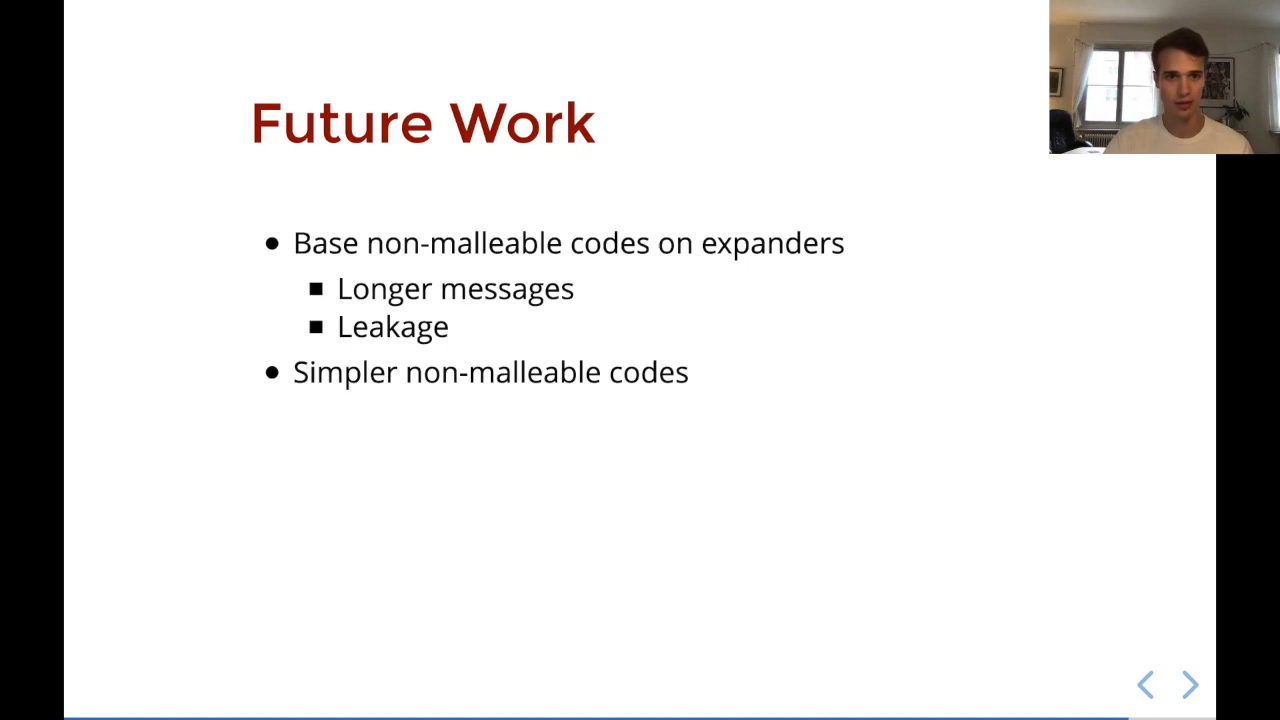 Future Work
Base non-malleable codes on expanders
Longer messages
Leakage
Simpler non-malleable codes